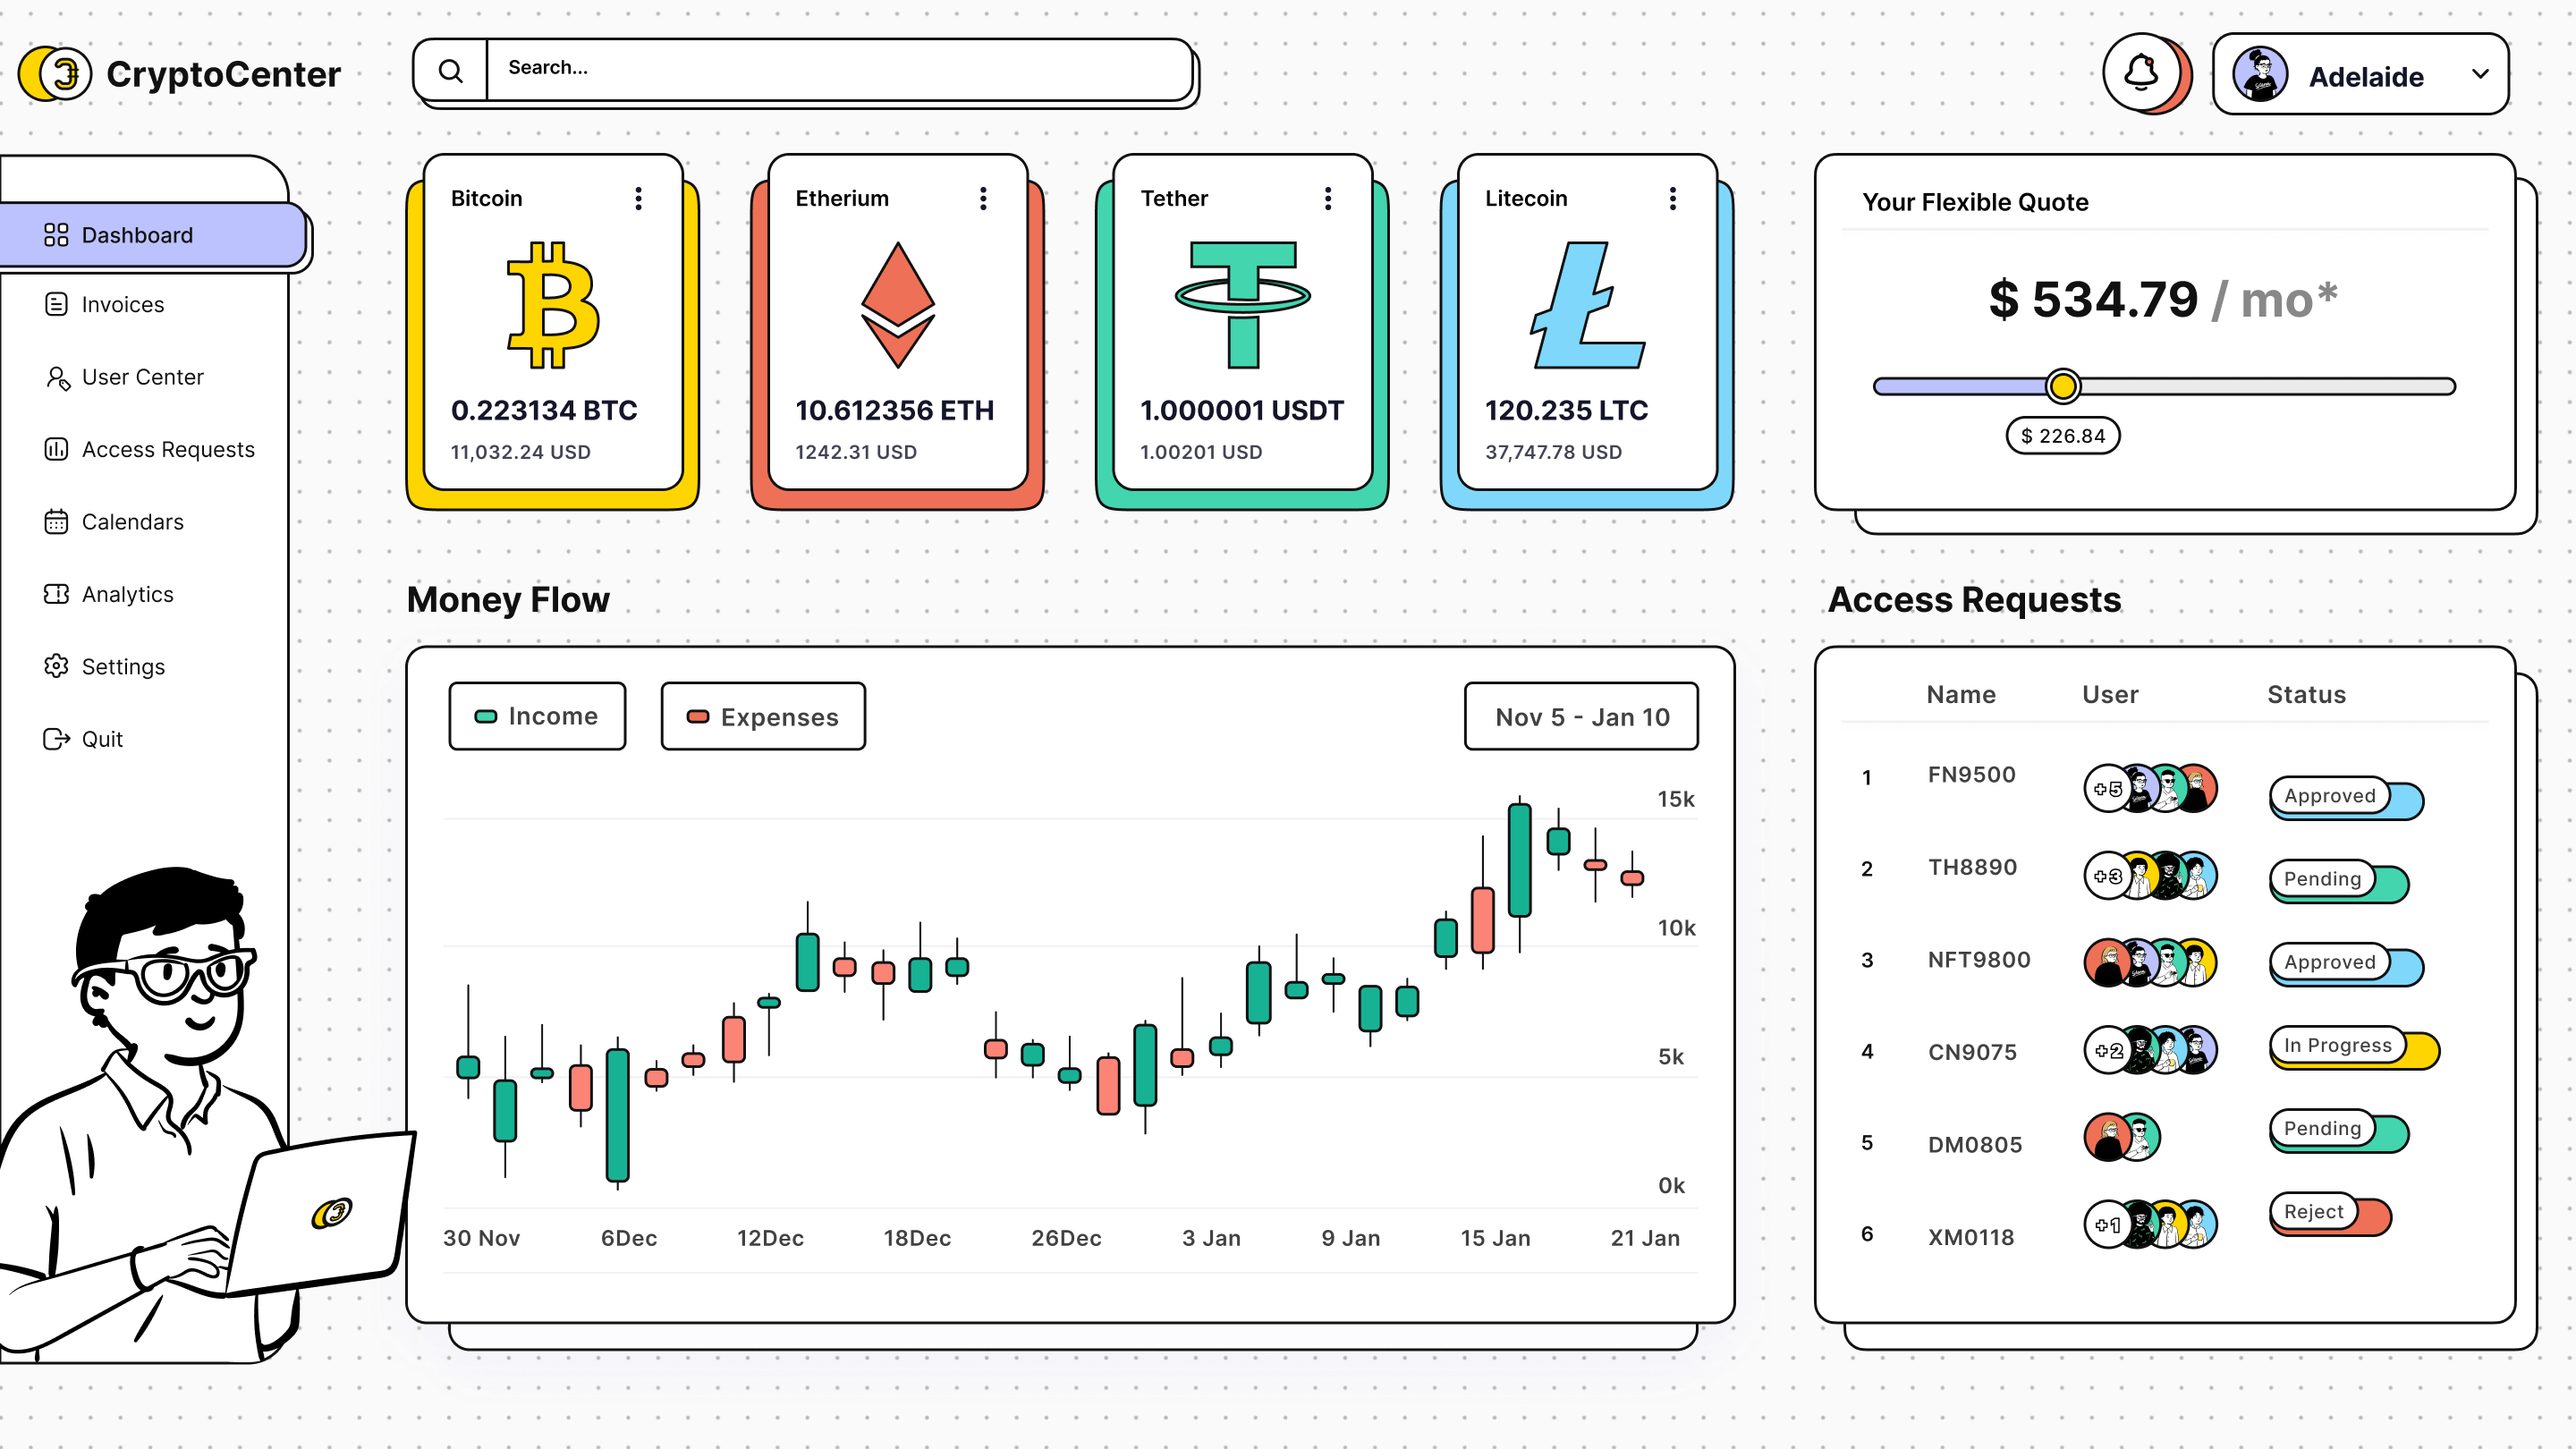 CryptoCenter
Search...
Adelaide
Dashboard
Invoices
User Center
Access Requests
Calendars
Analytics
Settings
Quit
Bitcoin
0.223134 BTC
11,032.24 USD
Etherium
10.612356 ETH
1242.31 USD
Tether
1.000001 USDT
1.00201 USD
Litecoin
120.235 LTC
37,747.78 USD
Your Flexible Quote
$ 534.79 / mo*
$ 226.84
Money Flow
Income
Expenses
Nov 5 - Jan 10
15k
10k
5k
0k
30 Nov 6Dec 12Dec 18Dec 26Dec 3 Jan 9 Jan 15 Jan 21 Jan
Access Requests
Name User Status
1 FN9500 +5 Approved
2 TH8890 +3 Pending
3 NFT9800 Approved
4 CN9075 +2 In Progress
5 DM0805 Pending
6 XM0118 +1 Reject